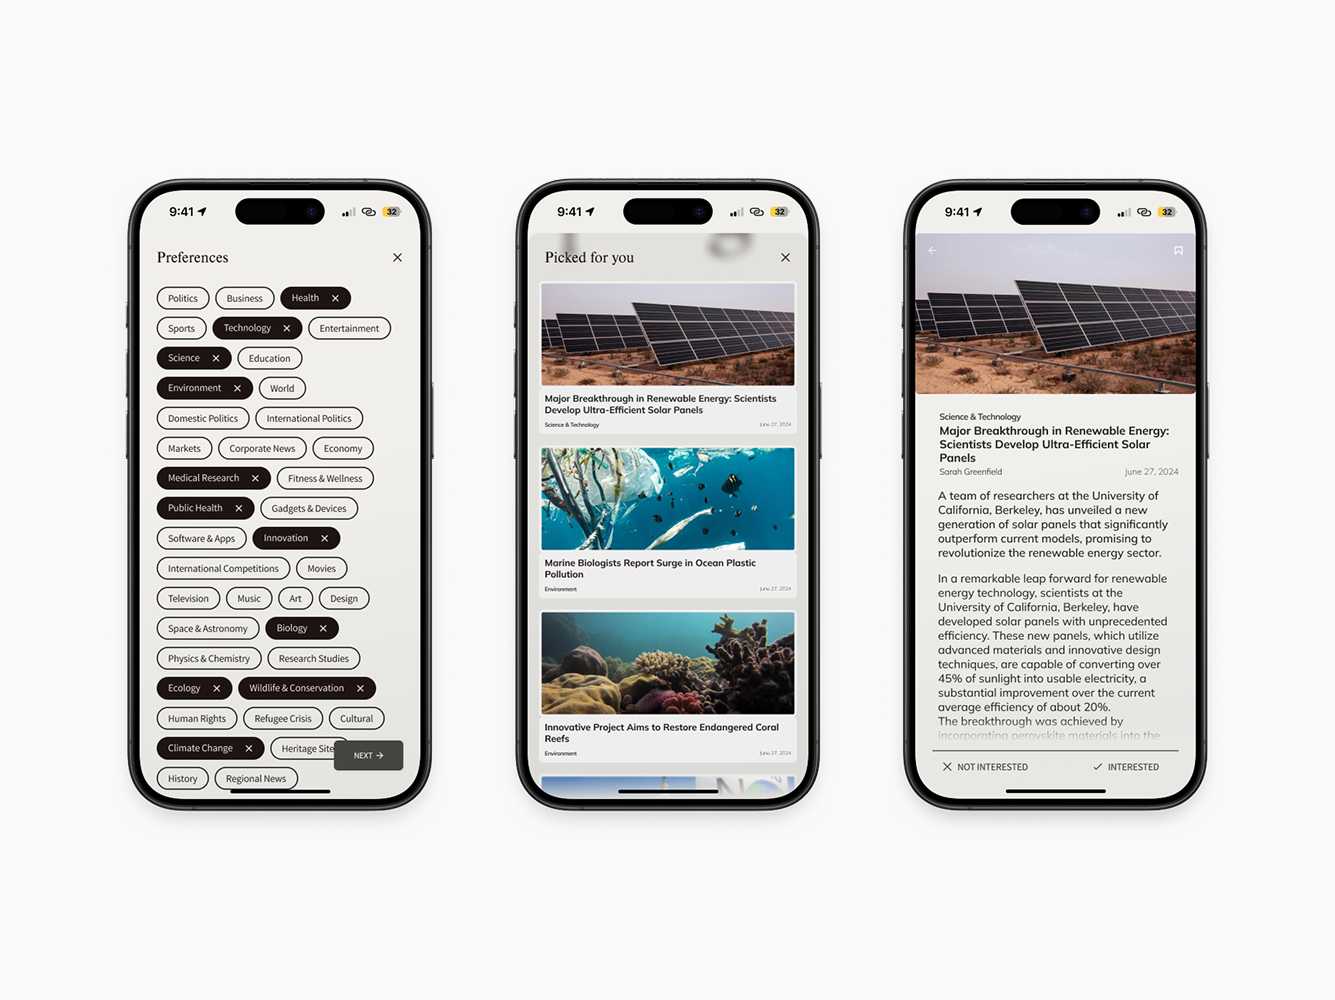 9:41
32
Preferences
Politics
Business
Health
Sports
Technology
Entertainment
Science
Education
Environment
World
Domestic Politics
International Politics
Markets
Corporate News
Economy
Medical Research
Fitness & Wellness
Public Health
Gadgets & Devices
Software & Apps
Innovation
International Competitions
Movies
Television
Music
Art
Design
Space & Astronomy
Biology
Physics & Chemistry
Research Studies
Ecology
Wildlife & Conservation
Human Rights
Refugee Crisis
Cultural
Climate Change
Heritage Site
NEXT
History
Regional News
9:41
32
Picked for you
Major Breakthrough in Renewable Energy: Scientists
Develop Ultra-Efficient Solar Panels
Science & Technology
June 27, 2024
Marine Biologists Report Surge in Ocean Plastic
Pollution
Environment
June 27, 2024
Innovative Project Aims to Restore Endangered Coral
Reefs
Environment
June 27, 2024
9:41
32
Science & Technology
Major Breakthrough in Renewable Energy:
Scientists Develop Ultra-Efficient Solar
Panels
Sarah Greenfield
June 27, 2024
A team of researchers at the University of
California, Berkeley, has unveiled a new
generation of solar panels that significantly
outperform current models, promising to
revolutionize the renewable energy sector.
In a remarkable leap forward for renewable
energy technology, scientists at the
University of California, Berkeley, have
developed solar panels with unprecedented
efficiency. These new panels, which utilize
advanced materials and innovative design
techniques, are capable of converting over
45% of sunlight into usable electricity, a
substantial improvement over the current
average efficiency of about 20%.
The breakthrough was achieved by
incorporating perovskite materials into the
NOT INTERESTED
INTERESTED